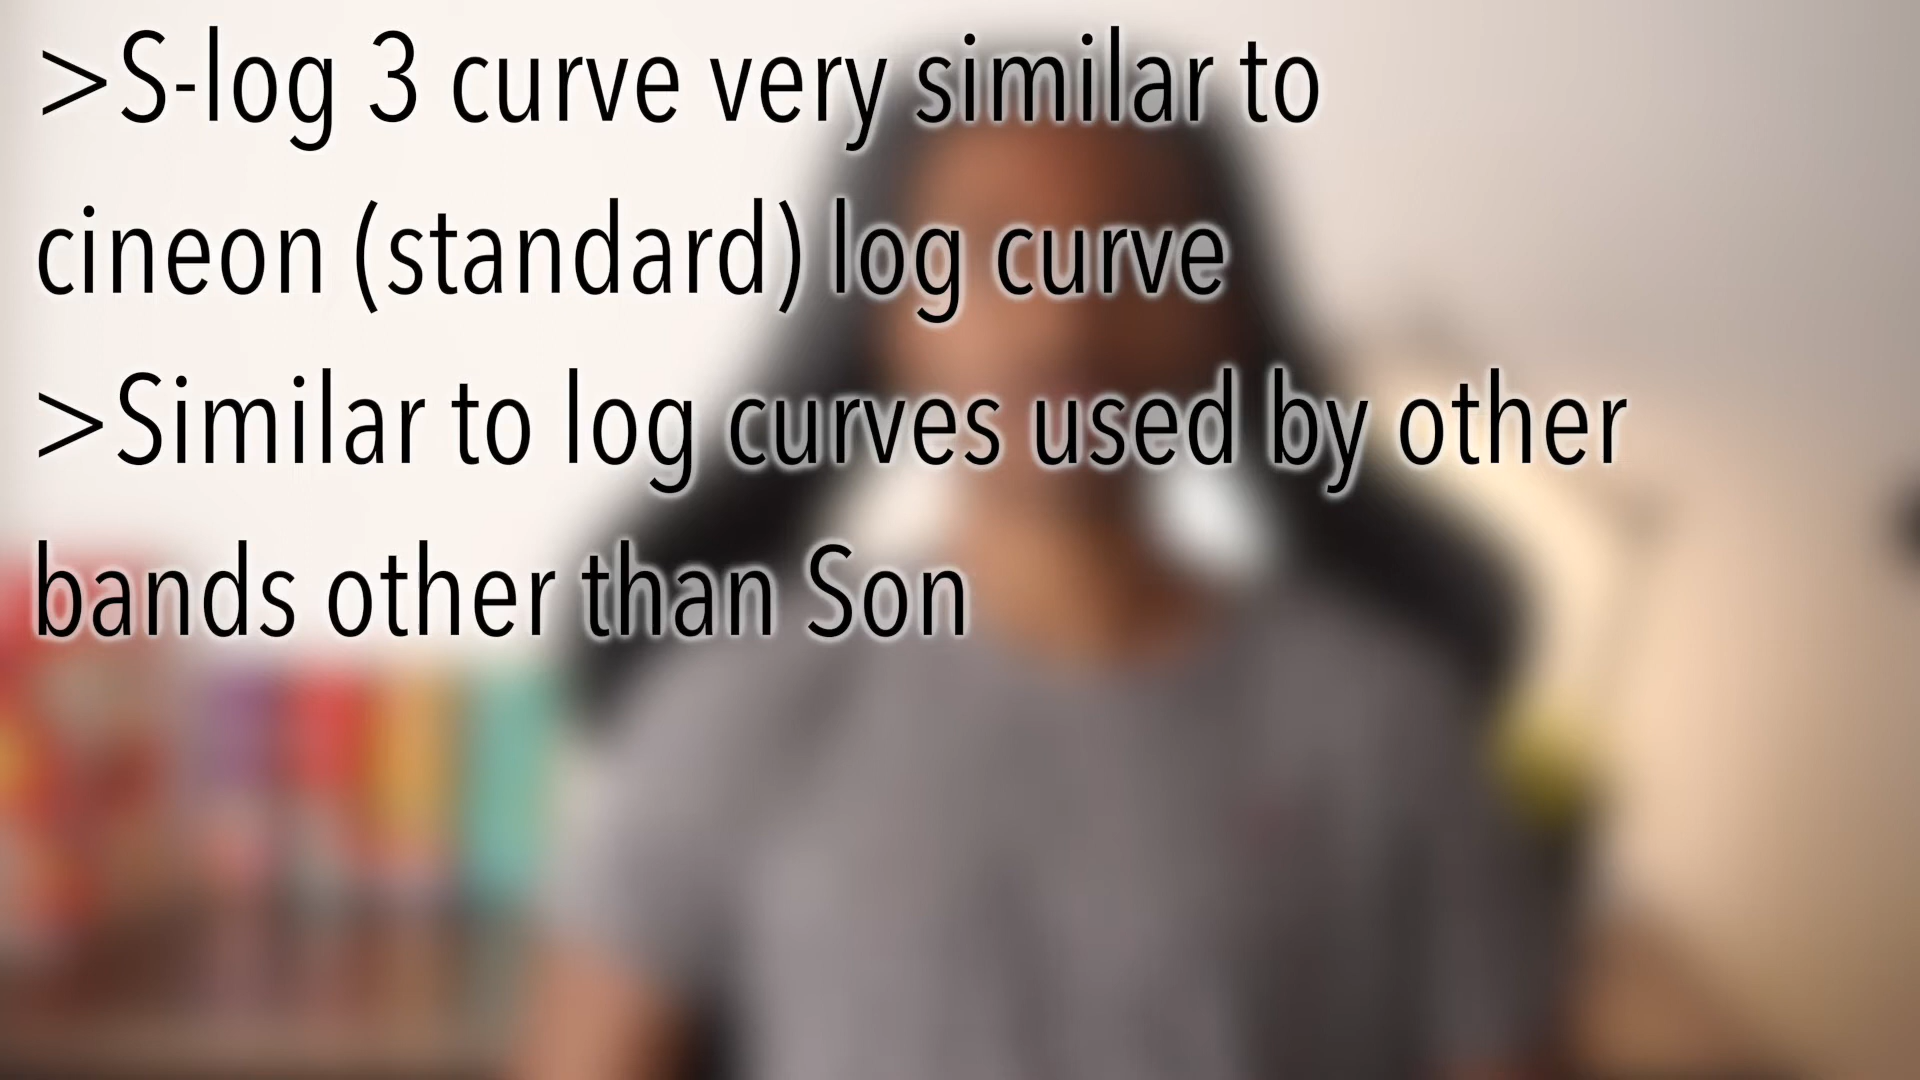 >S-log 3 curve very similar to
cineon (standard) log curve
>Similar to log curves used by other
bands other than Son